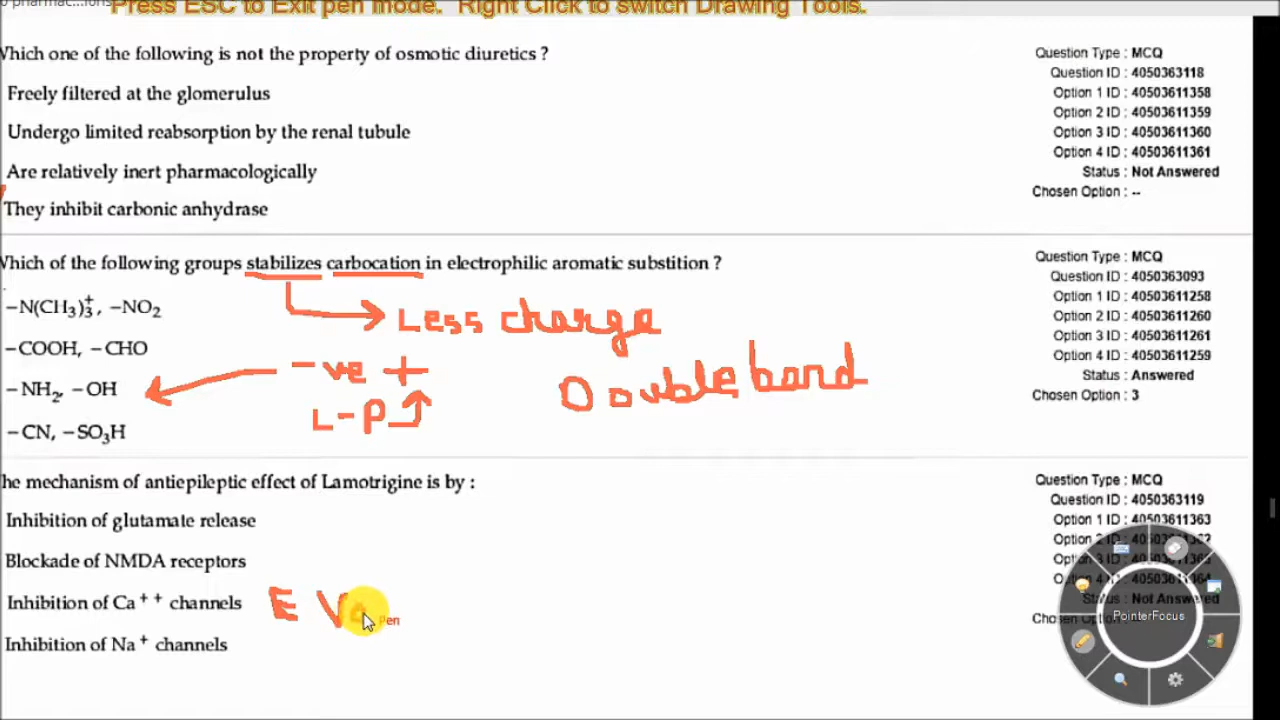 Press ESC to Exit pen mode. Right Click to switch Drawing Tools.
Which one of the following is not the property of osmotic diuretics ?
Freely filtered at the glomerulus
Undergo limited reabsorption by the renal tubule
Are relatively inert pharmacologically
They inhibit carbonic anhydrase
Question Type : MCQ
Question ID : 4050363118
Option 1 ID : 40503611358
Option 2 ID : 40503611359
Option 3 ID : 40503611360
Option 4 ID : 40503611361
Status : Not Answered
Chosen Option : --
Which of the following groups stabilizes carbocation in electrophilic aromatic substition ?
–N(CH₃)₃⁺, –NO₂
–COOH, –CHO
–NH₂, –OH
–CN, –SO₃H
Less charge
–ve +
L–P
Double bond
Question Type : MCQ
Question ID : 4050363093
Option 1 ID : 40503611258
Option 2 ID : 40503611260
Option 3 ID : 40503611261
Option 4 ID : 40503611259
Status : Answered
Chosen Option : 3
he mechanism of antiepileptic effect of Lamotrigine is by :
Inhibition of glutamate release
Blockade of NMDA receptors
Inhibition of Ca⁺⁺ channels
Inhibition of Na⁺ channels
E V
Pen
Question Type : MCQ
Question ID : 4050363119
Option 1 ID : 40503611363
Status : Not Answered
PointerFocus